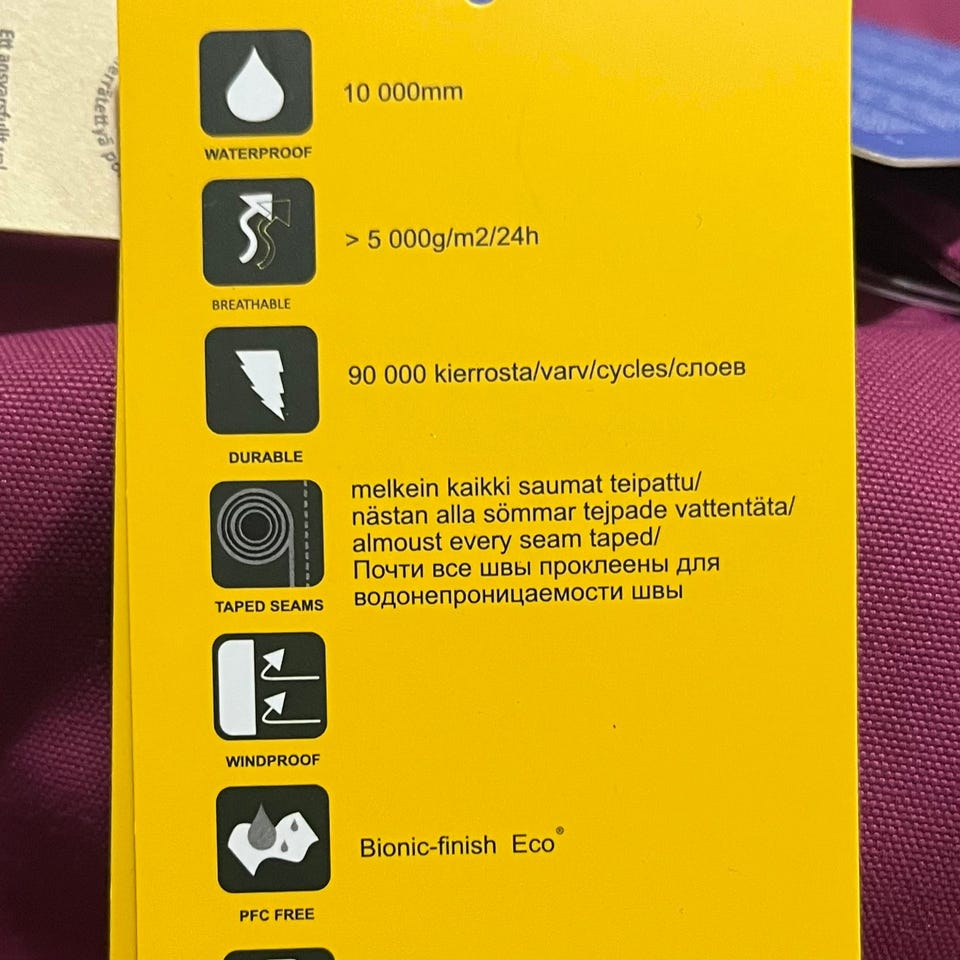 10 000mm
WATERPROOF
> 5 000g/m2/24h
BREATHABLE
90 000 kierrosta/varv/cycles/слоев
DURABLE
melkein kaikki saumat teipattu/
nästan alla sömmar tejpade vattentäta/
almoust every seam taped/
Почти все швы проклеены для
водонепроницаемости швы
TAPED SEAMS
WINDPROOF
Bionic-finish Eco®
PFC FREE